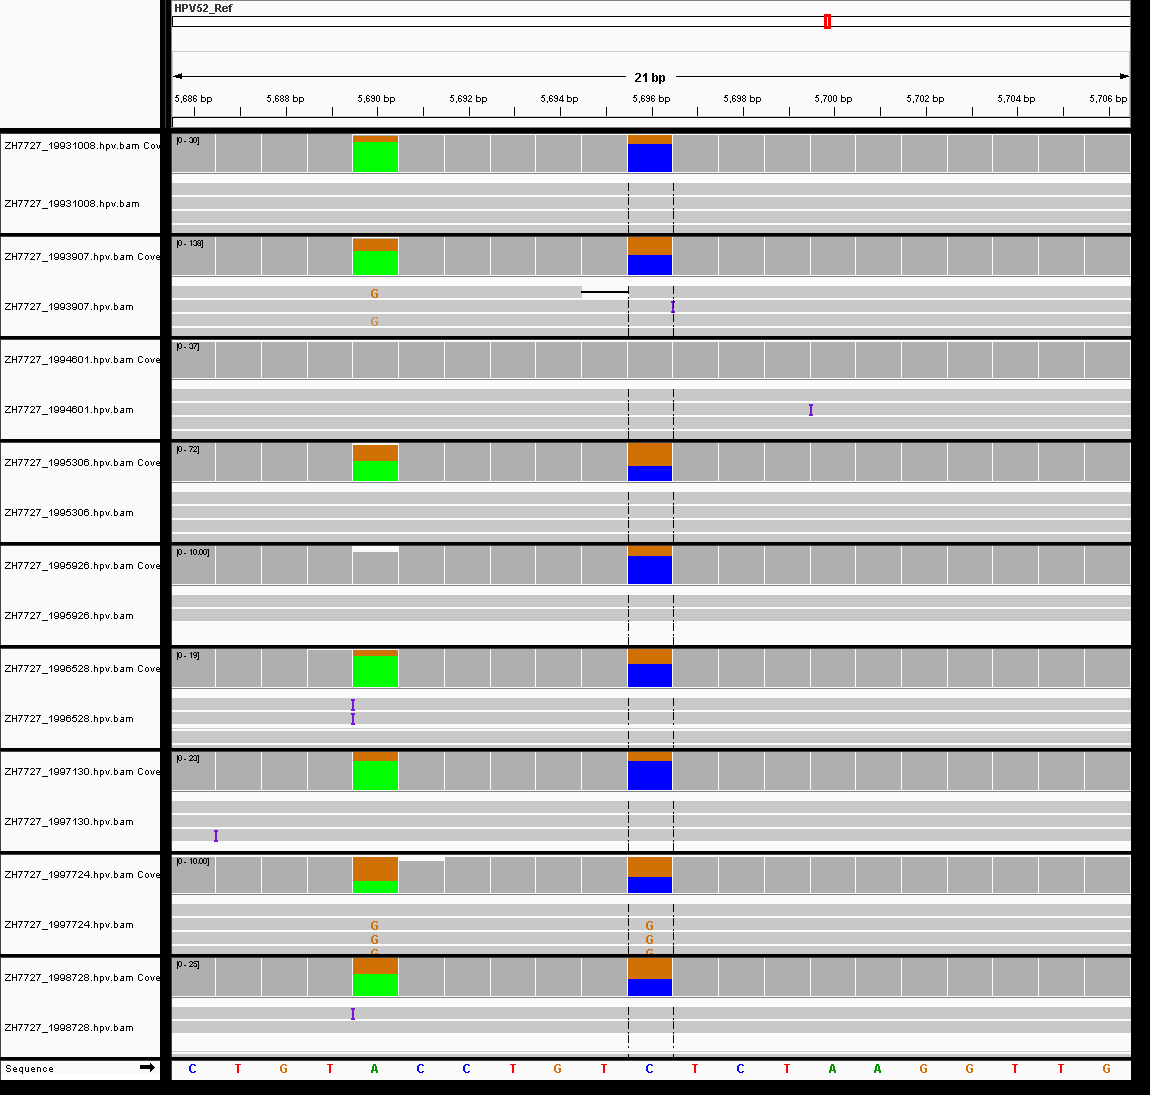 HPV52_Ref
21 bp
5,686 bp 5,688 bp 5,690 bp 5,692 bp 5,694 bp 5,696 bp 5,698 bp 5,700 bp 5,702 bp 5,704 bp 5,706 bp
ZH7727_19931008.hpv.bam Cov
[0 - 30]
ZH7727_19931008.hpv.bam
ZH7727_1993907.hpv.bam Cove
[0 - 138]
G
I
ZH7727_1993907.hpv.bam
G
ZH7727_1994601.hpv.bam Cove
[0 - 37]
ZH7727_1994601.hpv.bam
I
ZH7727_1995306.hpv.bam Cove
[0 - 72]
ZH7727_1995306.hpv.bam
ZH7727_1995926.hpv.bam Cove
[0 - 10.00]
ZH7727_1995926.hpv.bam
ZH7727_1996528.hpv.bam Cove
[0 - 19]
I
ZH7727_1996528.hpv.bam
I
ZH7727_1997130.hpv.bam Cove
[0 - 23]
ZH7727_1997130.hpv.bam
I
ZH7727_1997724.hpv.bam Cove
[0 - 10.00]
ZH7727_1997724.hpv.bam
G G
G G
G G
ZH7727_1998728.hpv.bam Cove
[0 - 25]
I
ZH7727_1998728.hpv.bam
Sequence
C T G T A C C T G T C T C T A A G G T T G